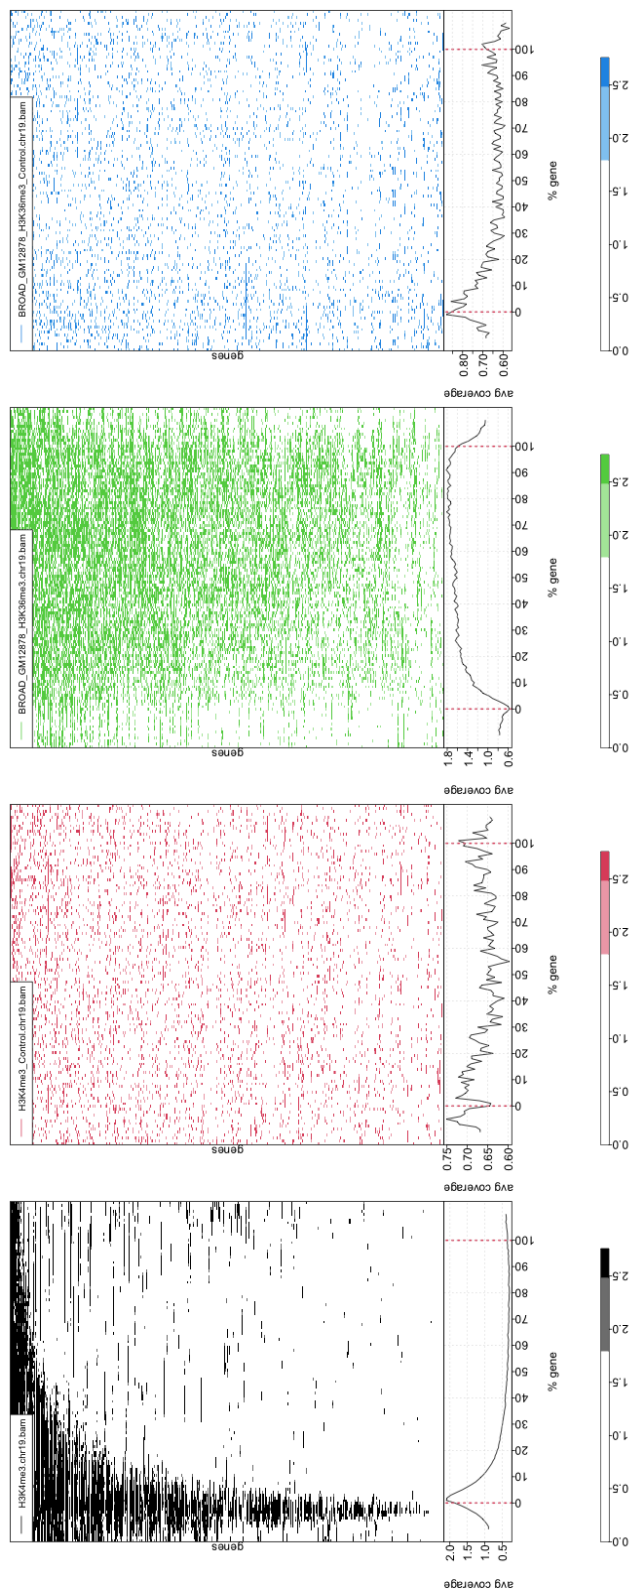 H3K4me3.chr19.bam
genes
avg coverage
2.0
1.5
1.0
0.5
0 10 20 30 40 50 60 70 80 90 100
% gene
0.0 0.5 1.0 1.5 2.0 2.5
H3K4me3_Control.chr19.bam
genes
avg coverage
0.75
0.70
0.65
0.60
0 10 20 30 40 50 60 70 80 90 100
% gene
0.0 0.5 1.0 1.5 2.0 2.5
BROAD_GM12878_H3K36me3.chr19.bam
genes
avg coverage
1.8
1.4
1.0
0.6
0 10 20 30 40 50 60 70 80 90 100
% gene
0.0 0.5 1.0 1.5 2.0 2.5
BROAD_GM12878_H3K36me3_Control.chr19.bam
genes
avg coverage
0.80
0.70
0.60
0 10 20 30 40 50 60 70 80 90 100
% gene
0.0 0.5 1.0 1.5 2.0 2.5